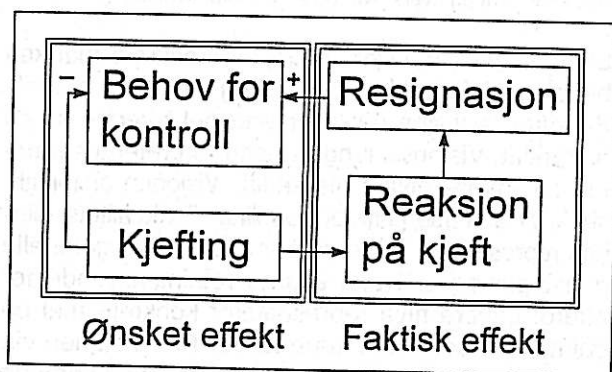 Behov for
kontroll
−
+
Resignasjon
Kjefting
Reaksjon
på kjeft
Ønsket effekt
Faktisk effekt